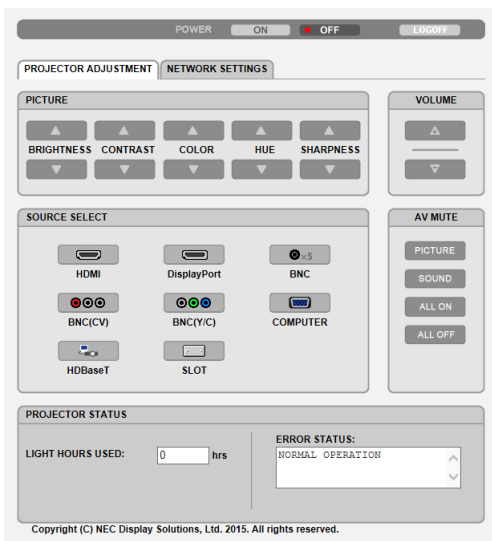 POWER ON OFF LOGOFF
PROJECTOR ADJUSTMENT NETWORK SETTINGS
PICTURE
BRIGHTNESS CONTRAST COLOR HUE SHARPNESS
VOLUME
SOURCE SELECT
HDMI DisplayPort ×5 BNC
BNC(CV) BNC(Y/C) COMPUTER
HDBaseT SLOT
AV MUTE
PICTURE
SOUND
ALL ON
ALL OFF
PROJECTOR STATUS
LIGHT HOURS USED: 0 hrs
ERROR STATUS:
NORMAL OPERATION
Copyright (C) NEC Display Solutions, Ltd. 2015. All rights reserved.